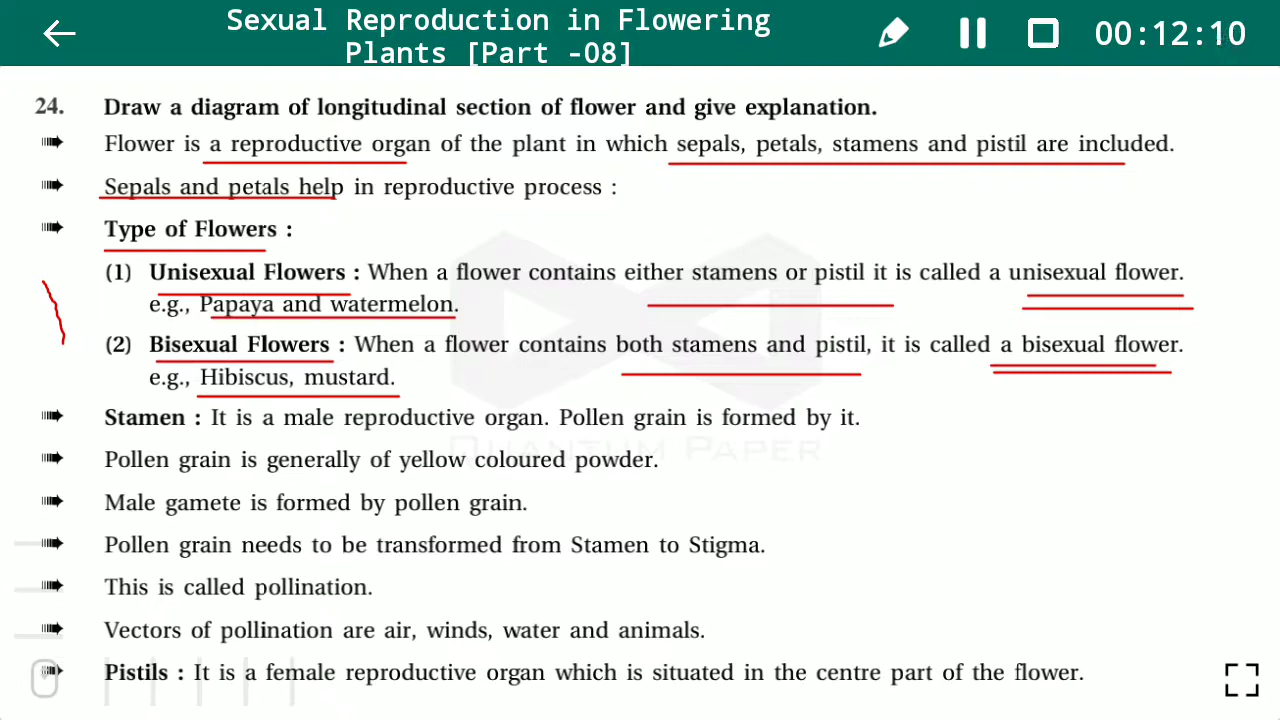 Sexual Reproduction in Flowering
Plants [Part -08]
00:12:10
24. Draw a diagram of longitudinal section of flower and give explanation.
Flower is a reproductive organ of the plant in which sepals, petals, stamens and pistil are included.
Sepals and petals help in reproductive process :
Type of Flowers :
(1) Unisexual Flowers : When a flower contains either stamens or pistil it is called a unisexual flower.
e.g., Papaya and watermelon.
(2) Bisexual Flowers : When a flower contains both stamens and pistil, it is called a bisexual flower.
e.g., Hibiscus, mustard.
Stamen : It is a male reproductive organ. Pollen grain is formed by it.
QUANTUM PAPER
Pollen grain is generally of yellow coloured powder.
Male gamete is formed by pollen grain.
Pollen grain needs to be transformed from Stamen to Stigma.
This is called pollination.
Vectors of pollination are air, winds, water and animals.
Pistils : It is a female reproductive organ which is situated in the centre part of the flower.